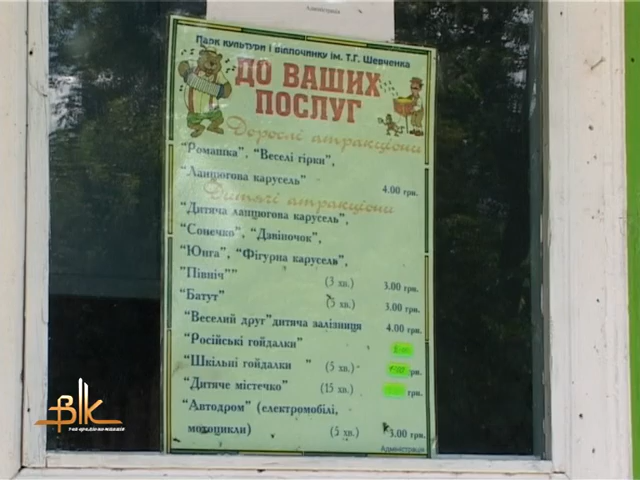 Адміністрація
Парк культури і відпочинку ім. Т.Г. Шевченка
ДО ВАШИХ
ПОСЛУГ
Дорослі атракціони
"Ромашка", "Веселі гірки",
"Ланцюгова карусель" 4.00 грн.
Дитячі атракціони
"Дитяча ланцюгова карусель",
"Сонечко", "Дзвіночок",
"Юнга", "Фігурна карусель",
"Північ"" (3 хв.) 3.00 грн.
"Батут" (5 хв.) 3.00 грн.
"Веселий друг"дитяча залізниця 4.00 грн.
"Російські гойдалки"
"Шкільні гойдалки " (5 хв.) грн.
"Дитяче містечко" (15 хв.) грн.
"Автодром" (електромобілі,
мотоцикли) (5 хв.) 3.00 грн.
Адміністрація
ВІК